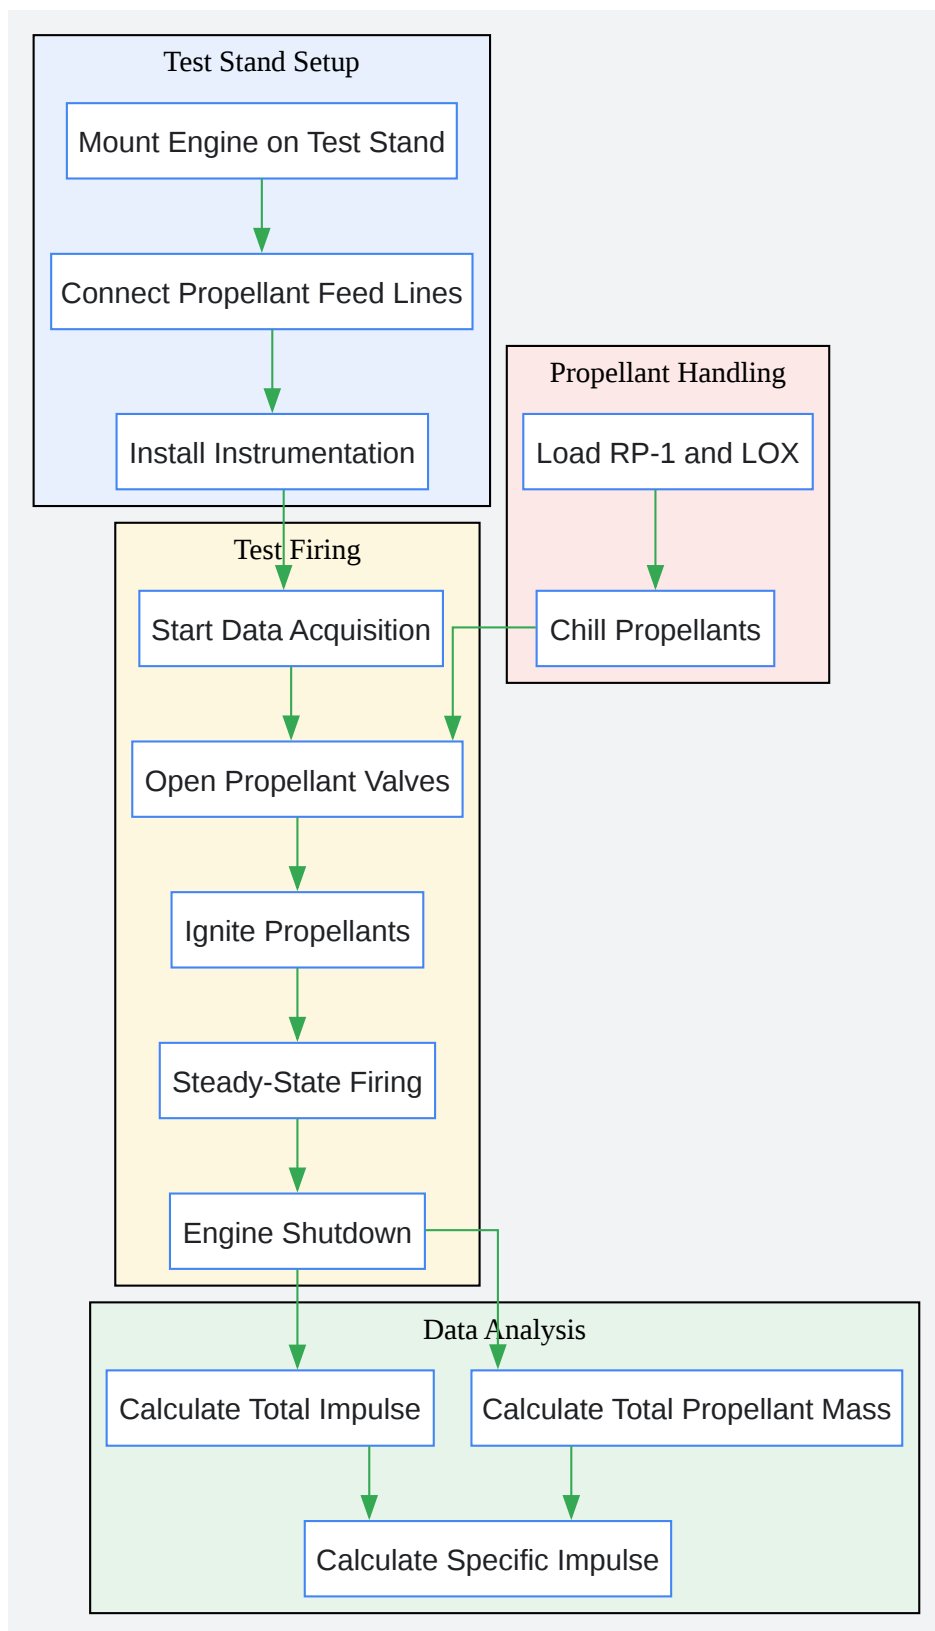 Test Stand Setup
Mount Engine on Test Stand
Connect Propellant Feed Lines
Install Instrumentation
Propellant Handling
Load RP-1 and LOX
Chill Propellants
Test Firing
Start Data Acquisition
Open Propellant Valves
Ignite Propellants
Steady-State Firing
Engine Shutdown
Data Analysis
Calculate Total Impulse
Calculate Total Propellant Mass
Calculate Specific Impulse